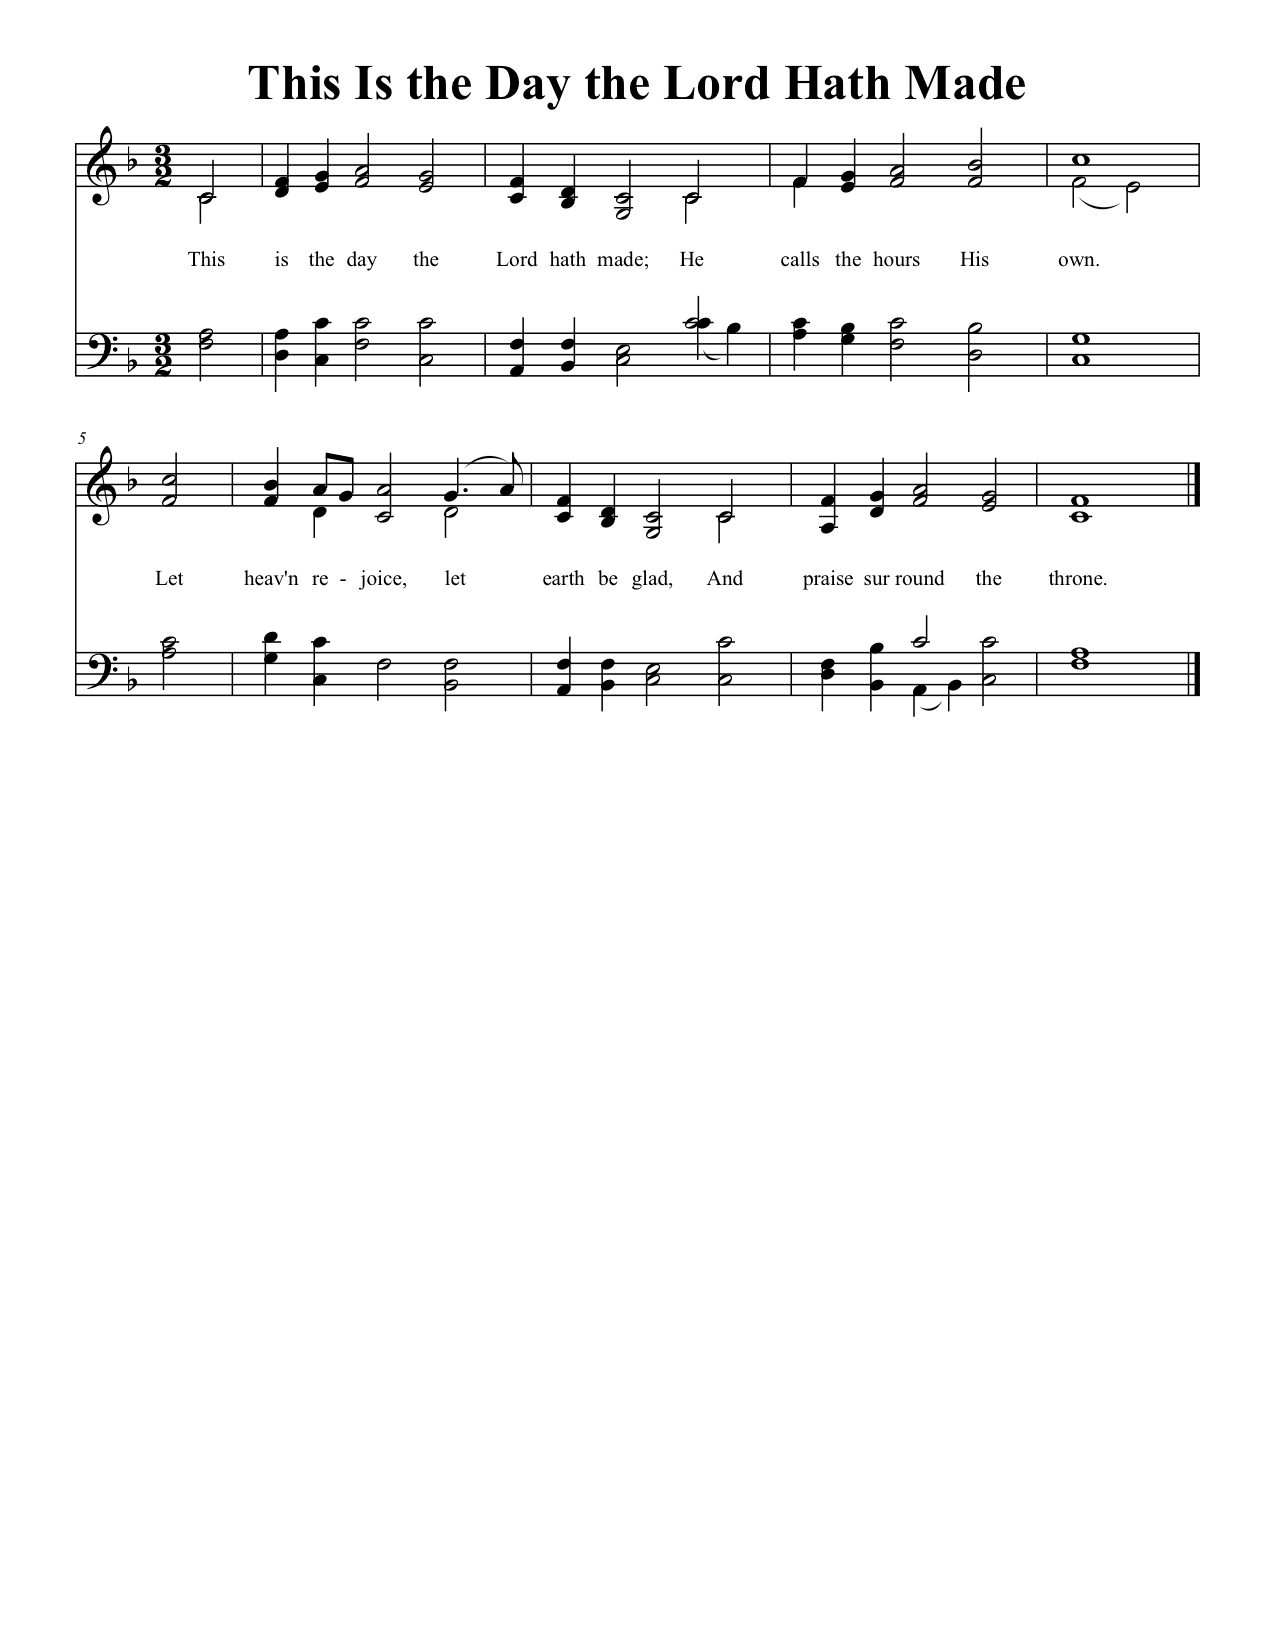 This Is the Day the Lord Hath Made
3
2
This is the day the Lord hath made; He calls the hours His own.
3
2
5
Let heav'n re - joice, let earth be glad, And praise sur round the throne.